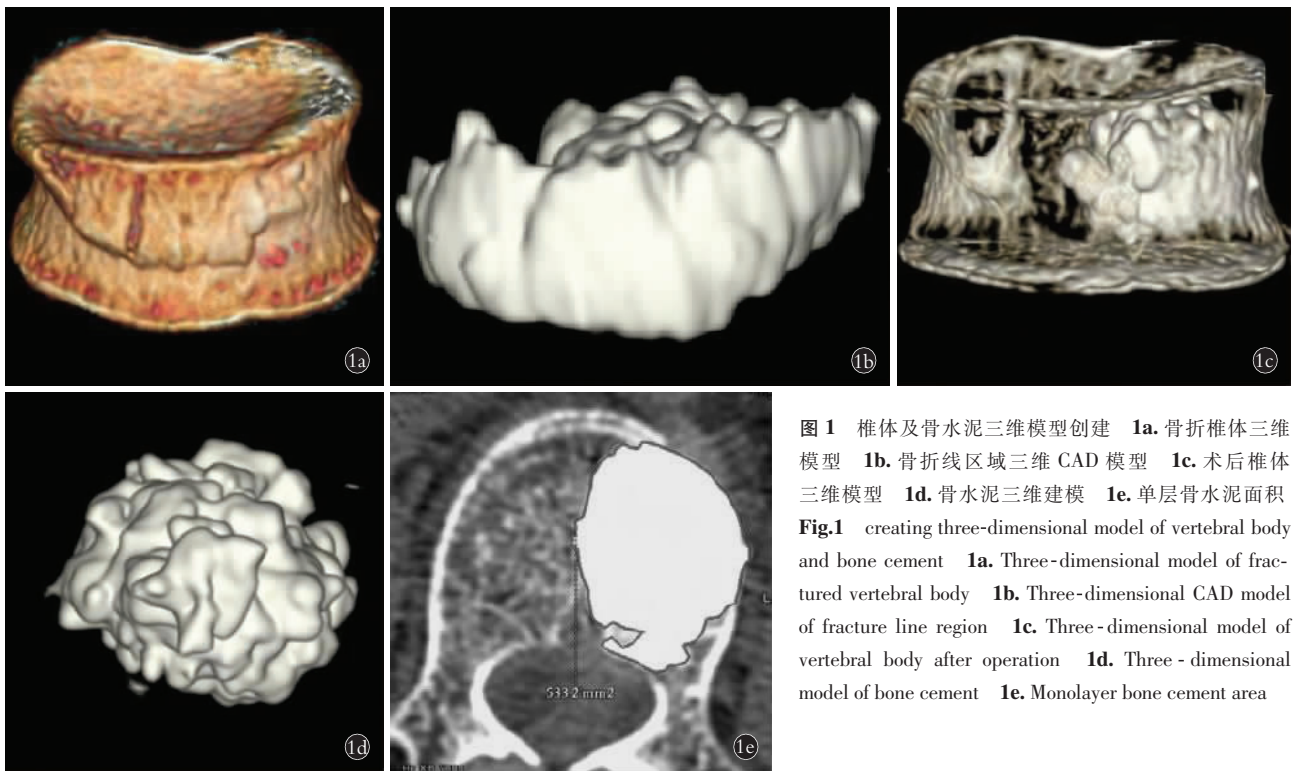 1a
1b
1c
1d
533.2 mm2
L
1e
图 1 椎体及骨水泥三维模型创建 1a. 骨折椎体三维
模型 1b. 骨折线区域三维 CAD 模型 1c. 术后椎体
三维模型 1d. 骨水泥三维建模 1e. 单层骨水泥面积
Fig.1 creating three-dimensional model of vertebral body
and bone cement 1a. Three-dimensional model of frac-
tured vertebral body 1b. Three-dimensional CAD model
of fracture line region 1c. Three-dimensional model of
vertebral body after operation 1d. Three-dimensional
model of bone cement 1e. Monolayer bone cement area